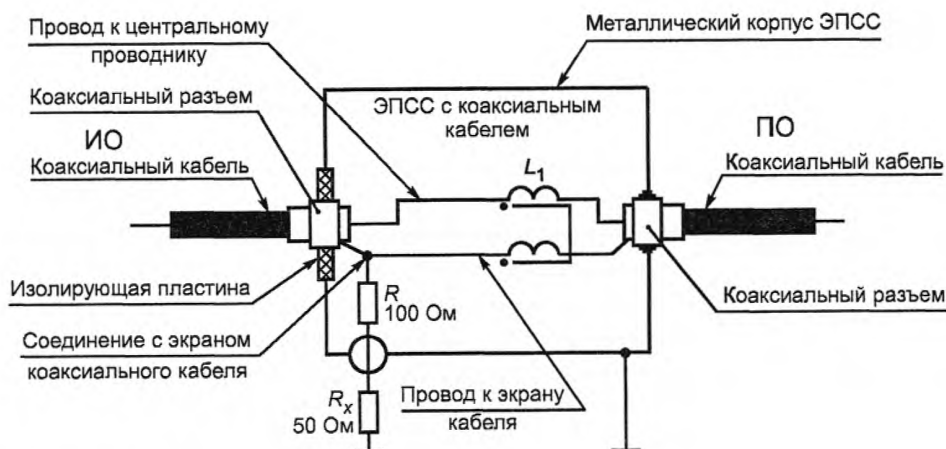 Провод к центральному
проводнику
Металлический корпус ЭПСС
Коаксиальный разъем
ЭПСС с коаксиальным
кабелем
ИО
ПО
Коаксиальный кабель
Коаксиальный кабель
L1
Изолирующая пластина
R
100 Ом
Коаксиальный разъем
Соединение с экраном
коаксиального кабеля
Rx
50 Ом
Провод к экрану
кабеля